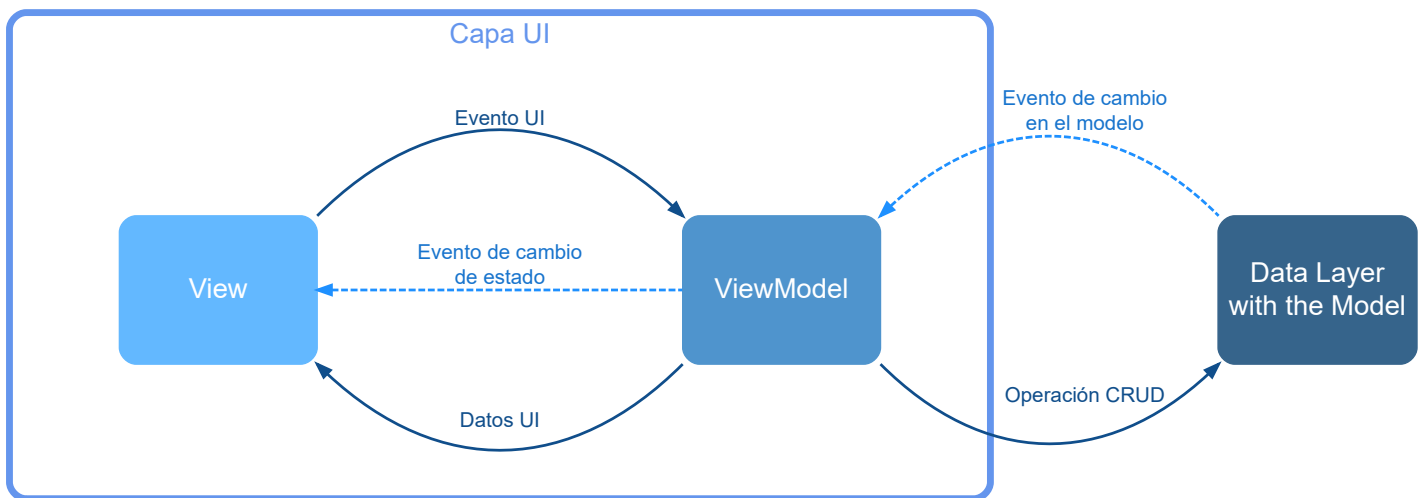 Capa UI
Evento de cambio
en el modelo
Evento UI
Evento de cambio
de estado
View
ViewModel
Data Layer
with the Model
Operación CRUD
Datos UI